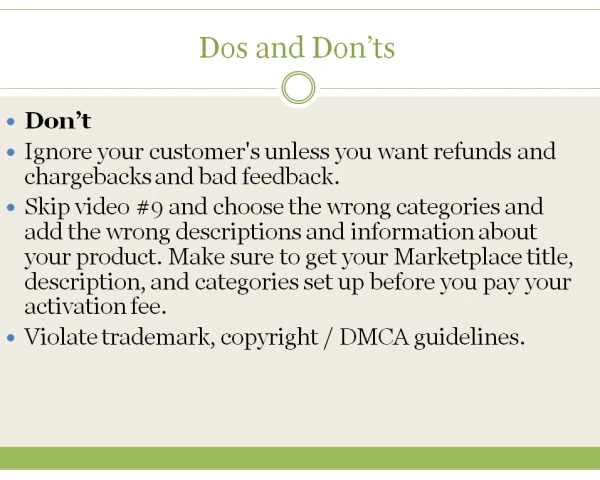 Dos and Don’ts
Don’t
Ignore your customer's unless you want refunds and
chargebacks and bad feedback.
Skip video #9 and choose the wrong categories and
add the wrong descriptions and information about
your product. Make sure to get your Marketplace title,
description, and categories set up before you pay your
activation fee.
Violate trademark, copyright / DMCA guidelines.